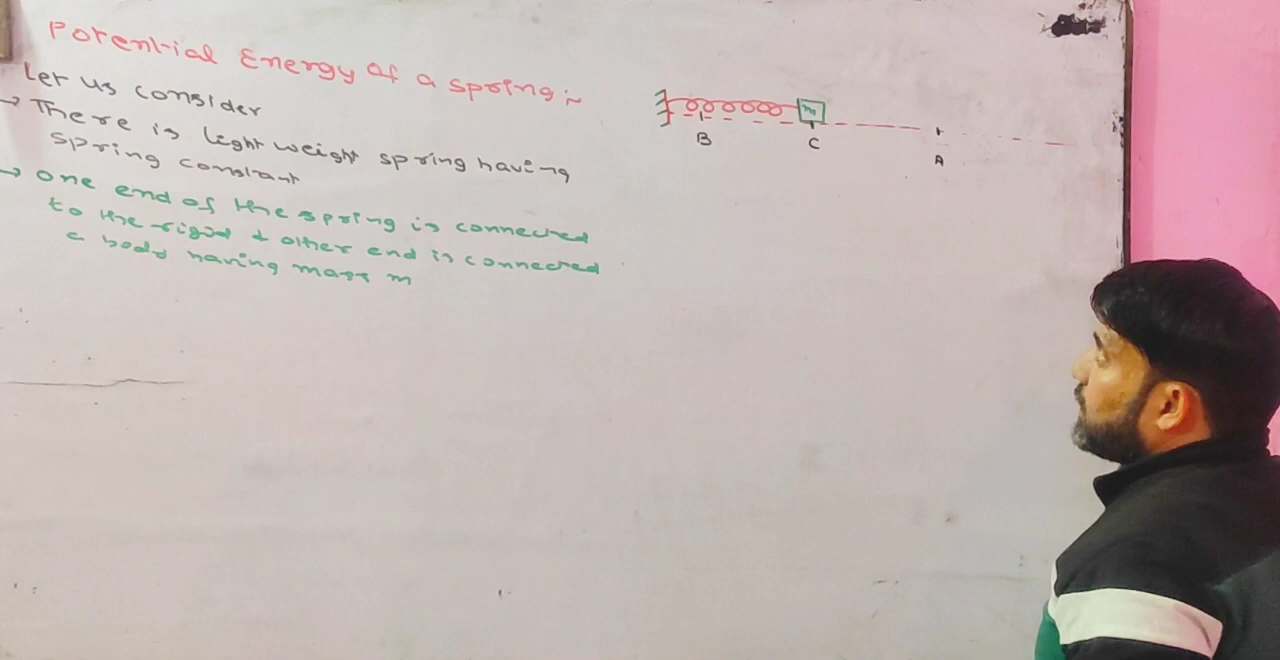 Potential Energy of a spring :-
Let us consider
→ There is light weight spring having
spring constant
→ one end of the spring is connected
to the rigid & other end is connected
c body having mass m
m
B
C
A